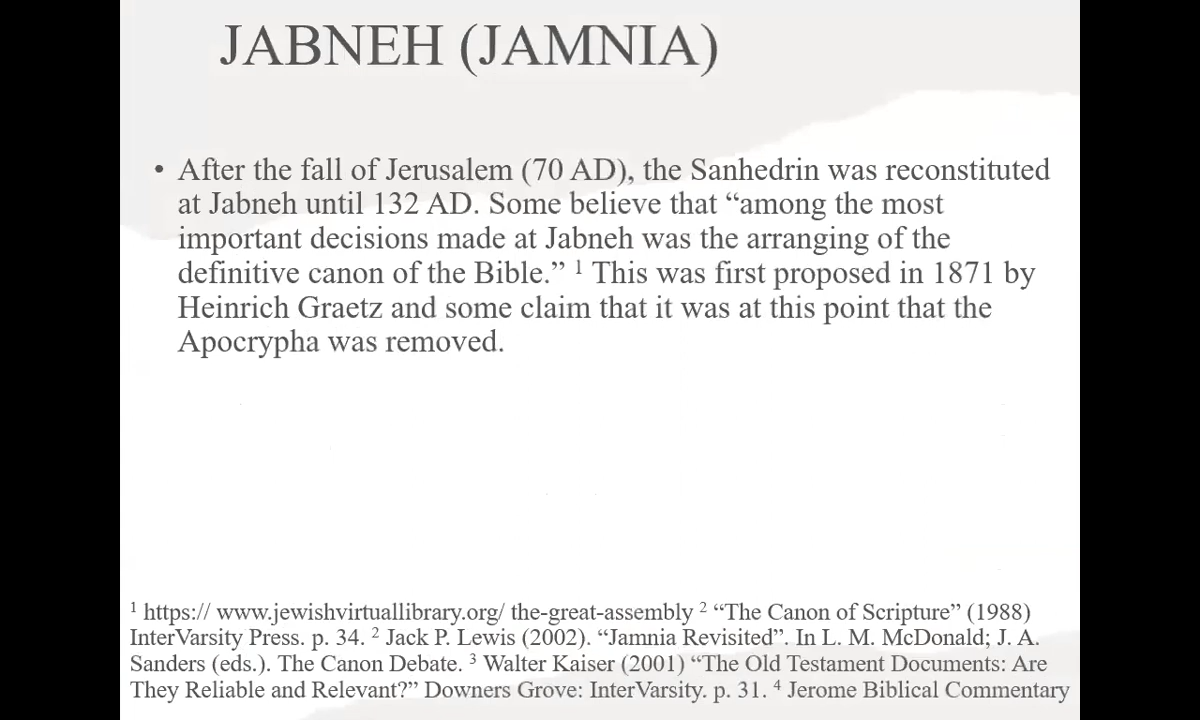 JABNEH (JAMNIA)
• After the fall of Jerusalem (70 AD), the Sanhedrin was reconstituted
at Jabneh until 132 AD. Some believe that “among the most
important decisions made at Jabneh was the arranging of the
definitive canon of the Bible.” ¹ This was first proposed in 1871 by
Heinrich Graetz and some claim that it was at this point that the
Apocrypha was removed.
¹ https:// www.jewishvirtuallibrary.org/ the-great-assembly ² “The Canon of Scripture” (1988)
InterVarsity Press. p. 34. ² Jack P. Lewis (2002). “Jamnia Revisited”. In L. M. McDonald; J. A.
Sanders (eds.). The Canon Debate. ³ Walter Kaiser (2001) “The Old Testament Documents: Are
They Reliable and Relevant?” Downers Grove: InterVarsity. p. 31. ⁴ Jerome Biblical Commentary